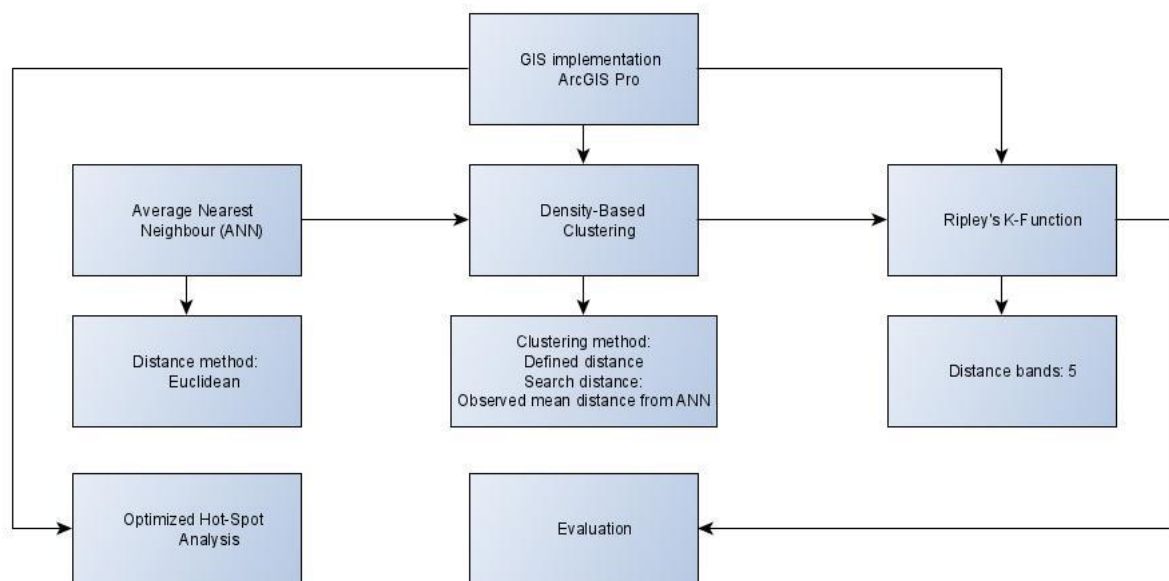 GIS implementation
ArcGIS Pro
Average Nearest
Neighbour (ANN)
Density-Based
Clustering
Ripley's K-Function
Distance method:
Euclidean
Clustering method:
Defined distance
Search distance:
Observed mean distance from ANN
Distance bands: 5
Optimized Hot-Spot
Analysis
Evaluation